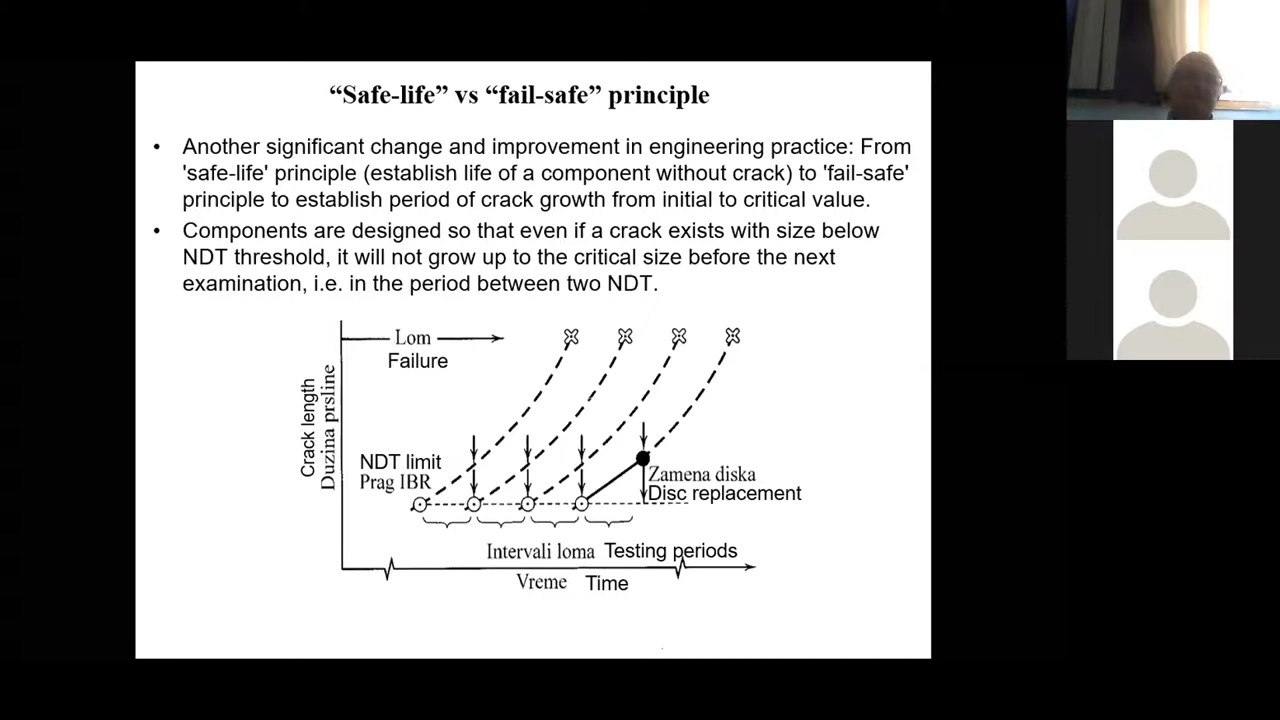 “Safe-life” vs “fail-safe” principle
• Another significant change and improvement in engineering practice: From
'safe-life' principle (establish life of a component without crack) to 'fail-safe'
principle to establish period of crack growth from initial to critical value.
• Components are designed so that even if a crack exists with size below
NDT threshold, it will not grow up to the critical size before the next
examination, i.e. in the period between two NDT.
Lom
Failure
Crack length
Duzina prsline
NDT limit
Prag IBR
Zamena diska
Disc replacement
Intervali loma Testing periods
Vreme Time